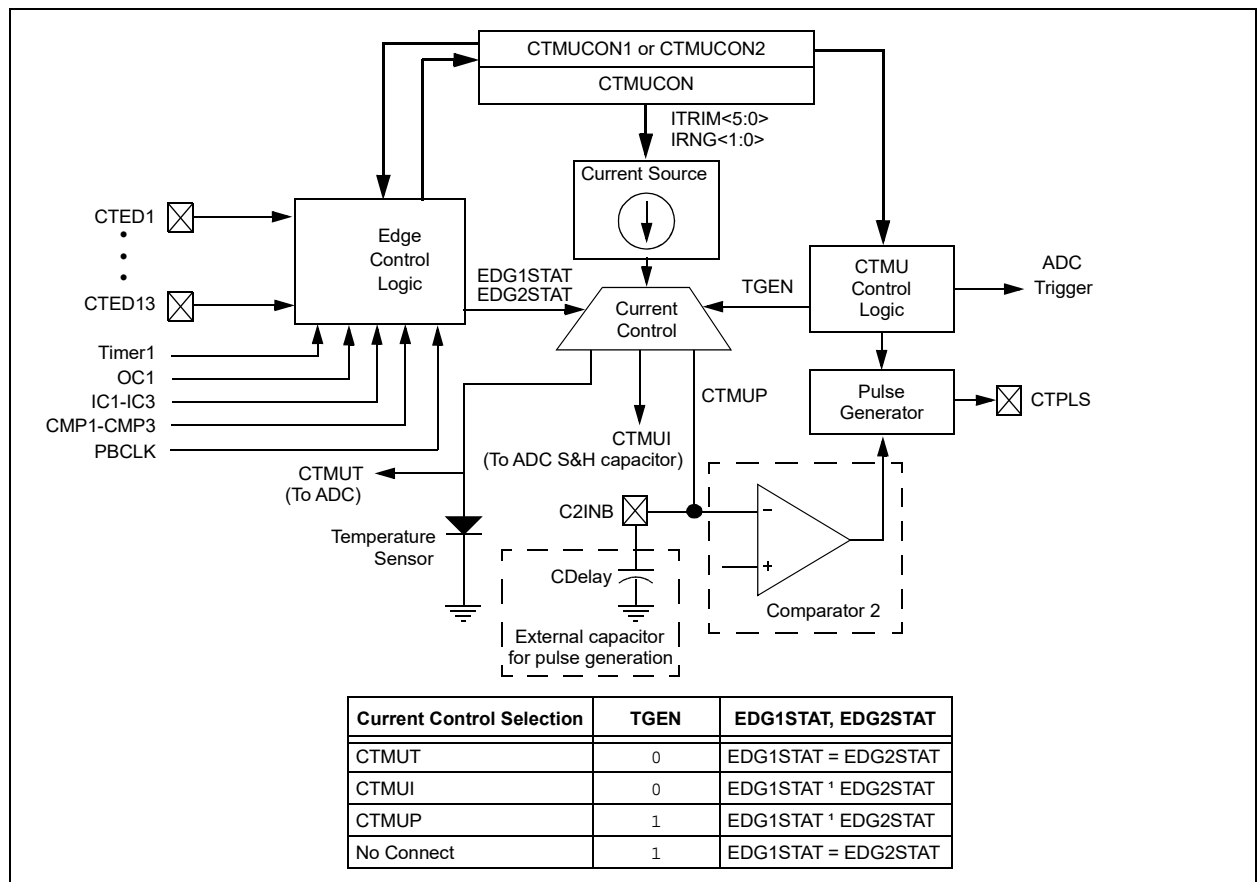 CTMUCON1 or CTMUCON2
CTMUCON
ITRIM<5:0>
IRNG<1:0>
Current Source
CTED1
CTED13
Edge
Control
Logic
EDG1STAT
EDG2STAT
Current
Control
TGEN
CTMU
Control
Logic
ADC
Trigger
Timer1
OC1
IC1-IC3
CMP1-CMP3
PBCLK
Pulse
Generator
CTPLS
CTMUP
CTMUI
(To ADC S&H capacitor)
CTMUT
(To ADC)
C2INB
Temperature
Sensor
CDelay
External capacitor
for pulse generation
−
+
Comparator 2
Current Control Selection TGEN EDG1STAT, EDG2STAT
CTMUT 0 EDG1STAT = EDG2STAT
CTMUI 0 EDG1STAT ¹ EDG2STAT
CTMUP 1 EDG1STAT ¹ EDG2STAT
No Connect 1 EDG1STAT = EDG2STAT